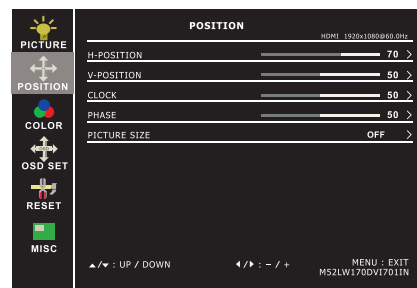 PICTURE
POSITION
COLOR
OSD
OSD SET
RESET
MISC
POSITION
HDMI 1920x1080@60.0Hz
H-POSITION 70 >
V-POSITION 50 >
CLOCK 50 >
PHASE 50 >
PICTURE SIZE OFF >
▲/▼ : UP / DOWN ◀/▶ : – / + MENU : EXIT
M52LW170DVI701IN